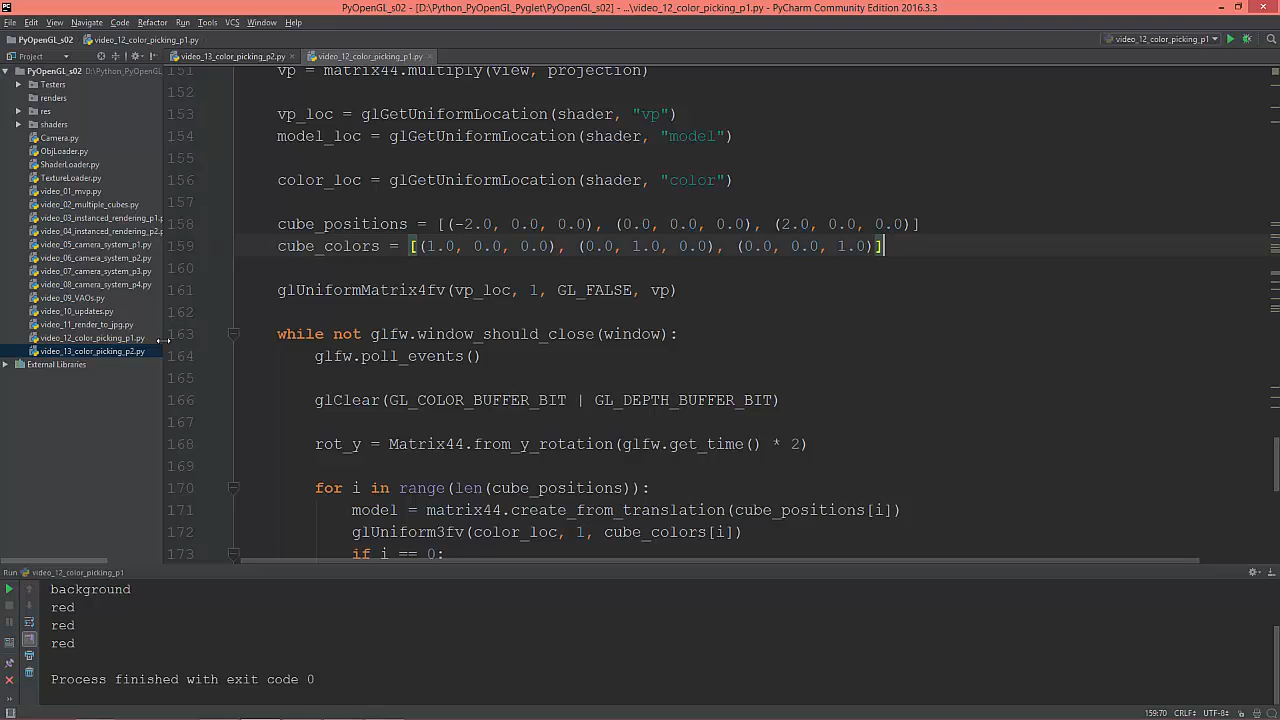 PyOpenGL_s02 - [D:\Python_PyOpenGL_Pyglet\PyOpenGL_s02] - ...\video_12_color_picking_p1.py - PyCharm Community Edition 2016.3.3
File Edit View Navigate Code Refactor Run Tools VCS Window Help
PyOpenGL_s02 video_12_color_picking_p1.py
video_12_color_picking_p1
Project
video_13_color_picking_p2.py
video_12_color_picking_p1.py
PyOpenGL_s02 D:\Python_PyOpenGL
Testers
renders
res
shaders
Camera.py
ObjLoader.py
ShaderLoader.py
TextureLoader.py
video_01_mvp.py
video_02_multiple_cubes.py
video_03_instanced_rendering_p1.
video_04_instanced_rendering_p2.
video_05_camera_system_p1.py
video_06_camera_system_p2.py
video_07_camera_system_p3.py
video_08_camera_system_p4.py
video_09_VAOs.py
video_10_updates.py
video_11_render_to_jpg.py
video_12_color_picking_p1.py
video_13_color_picking_p2.py
External Libraries
151 vp = matrix44.multiply(view, projection)
152
153 vp_loc = glGetUniformLocation(shader, "vp")
154 model_loc = glGetUniformLocation(shader, "model")
155
156 color_loc = glGetUniformLocation(shader, "color")
157
158 cube_positions = [(-2.0, 0.0, 0.0), (0.0, 0.0, 0.0), (2.0, 0.0, 0.0)]
159 cube_colors = [(1.0, 0.0, 0.0), (0.0, 1.0, 0.0), (0.0, 0.0, 1.0)]
160
161 glUniformMatrix4fv(vp_loc, 1, GL_FALSE, vp)
162
163 while not glfw.window_should_close(window):
164 glfw.poll_events()
165
166 glClear(GL_COLOR_BUFFER_BIT | GL_DEPTH_BUFFER_BIT)
167
168 rot_y = Matrix44.from_y_rotation(glfw.get_time() * 2)
169
170 for i in range(len(cube_positions)):
171 model = matrix44.create_from_translation(cube_positions[i])
172 glUniform3fv(color_loc, 1, cube_colors[i])
173 if i == 0:
Run video_12_color_picking_p1
background
red
red
red
Process finished with exit code 0
159:70 CRLF UTF-8